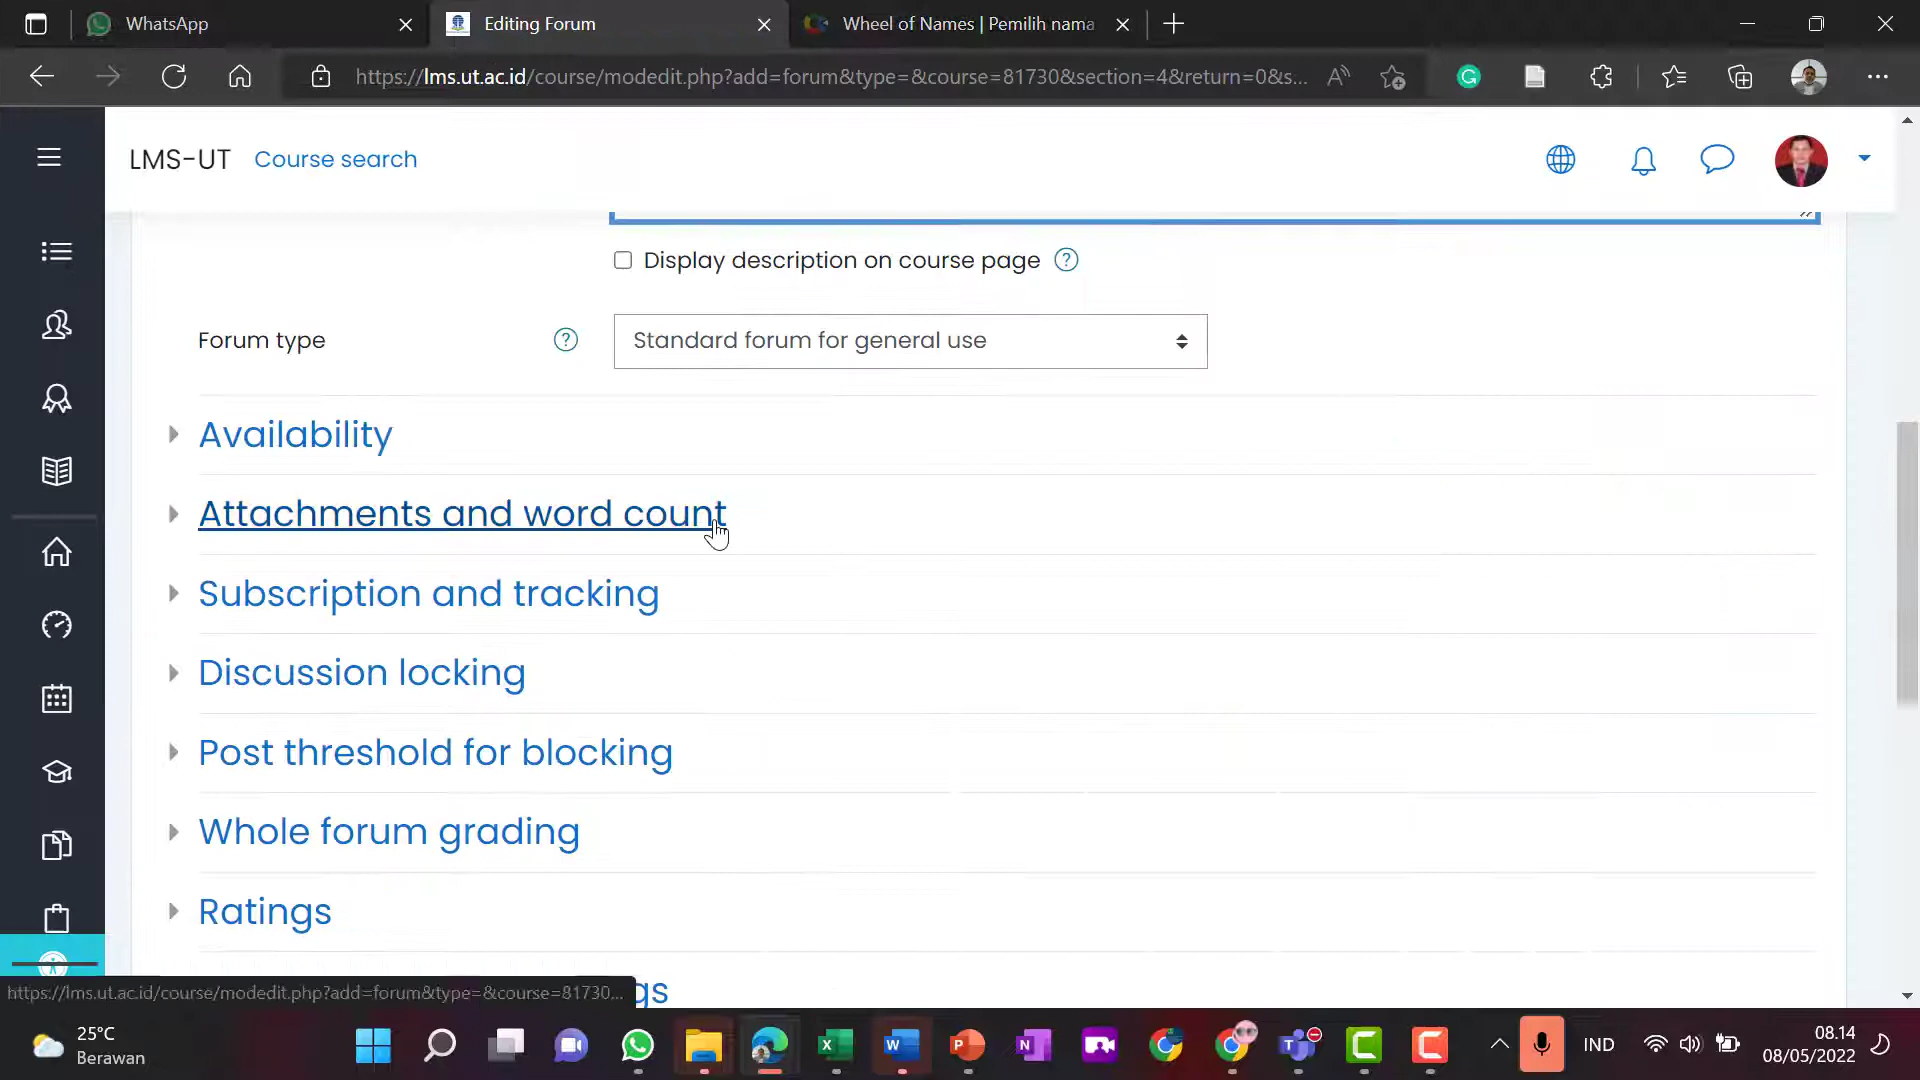 WhatsApp
Editing Forum
Wheel of Names | Pemilih nama
https://lms.ut.ac.id/course/modedit.php?add=forum&type=&course=81730&section=4&return=0&s...
LMS-UT
Course search
Display description on course page
Forum type
Standard forum for general use
Availability
Attachments and word count
Subscription and tracking
Discussion locking
Post threshold for blocking
Whole forum grading
Ratings
https://lms.ut.ac.id/course/modedit.php?add=forum&type=&course=81730...
gs
25°C
Berawan
IND
08.14
08/05/2022